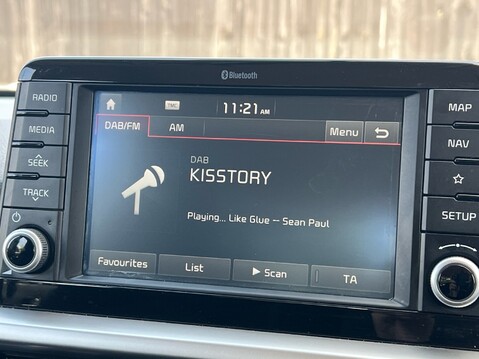 Bluetooth
RADIO
MEDIA
SEEK
TRACK
MAP
NAV
SETUP
TMC
11:21 AM
DAB/FM
AM
Menu
DAB
KISSTORY
Playing... Like Glue -- Sean Paul
Favourites
List
Scan
TA